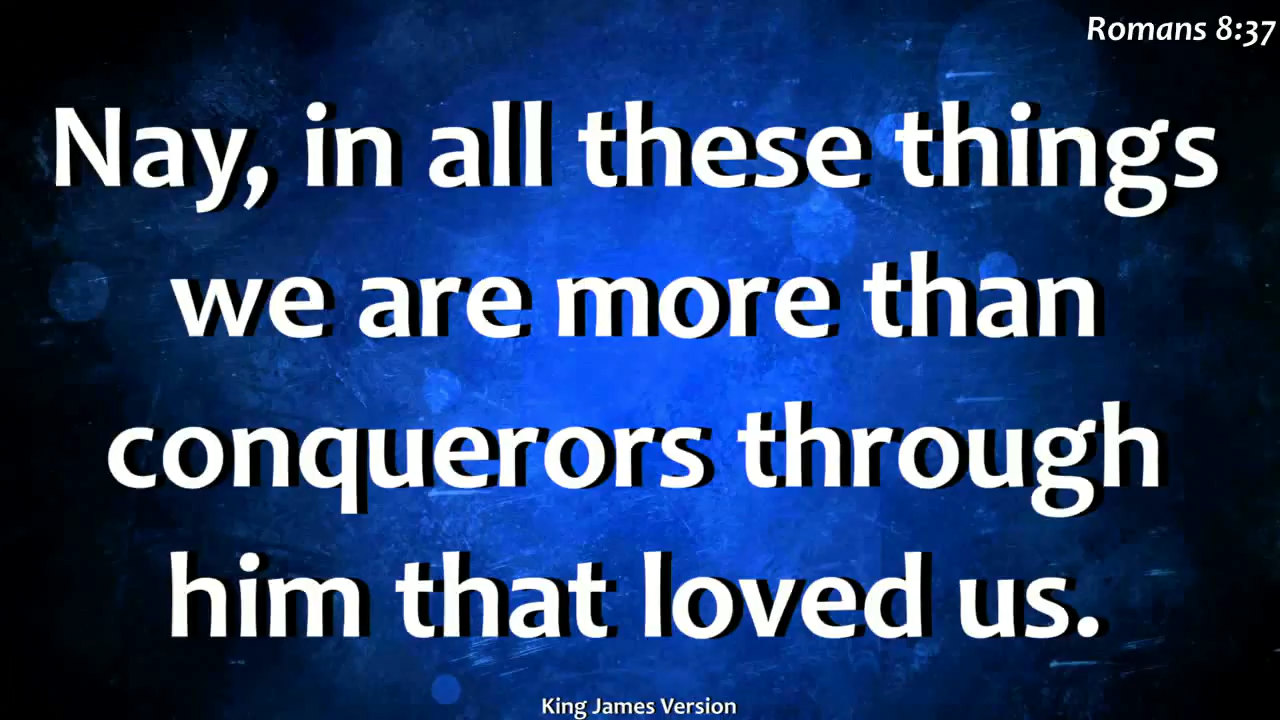 Romans 8:37
Nay, in all these things
we are more than
conquerors through
him that loved us.
King James Version